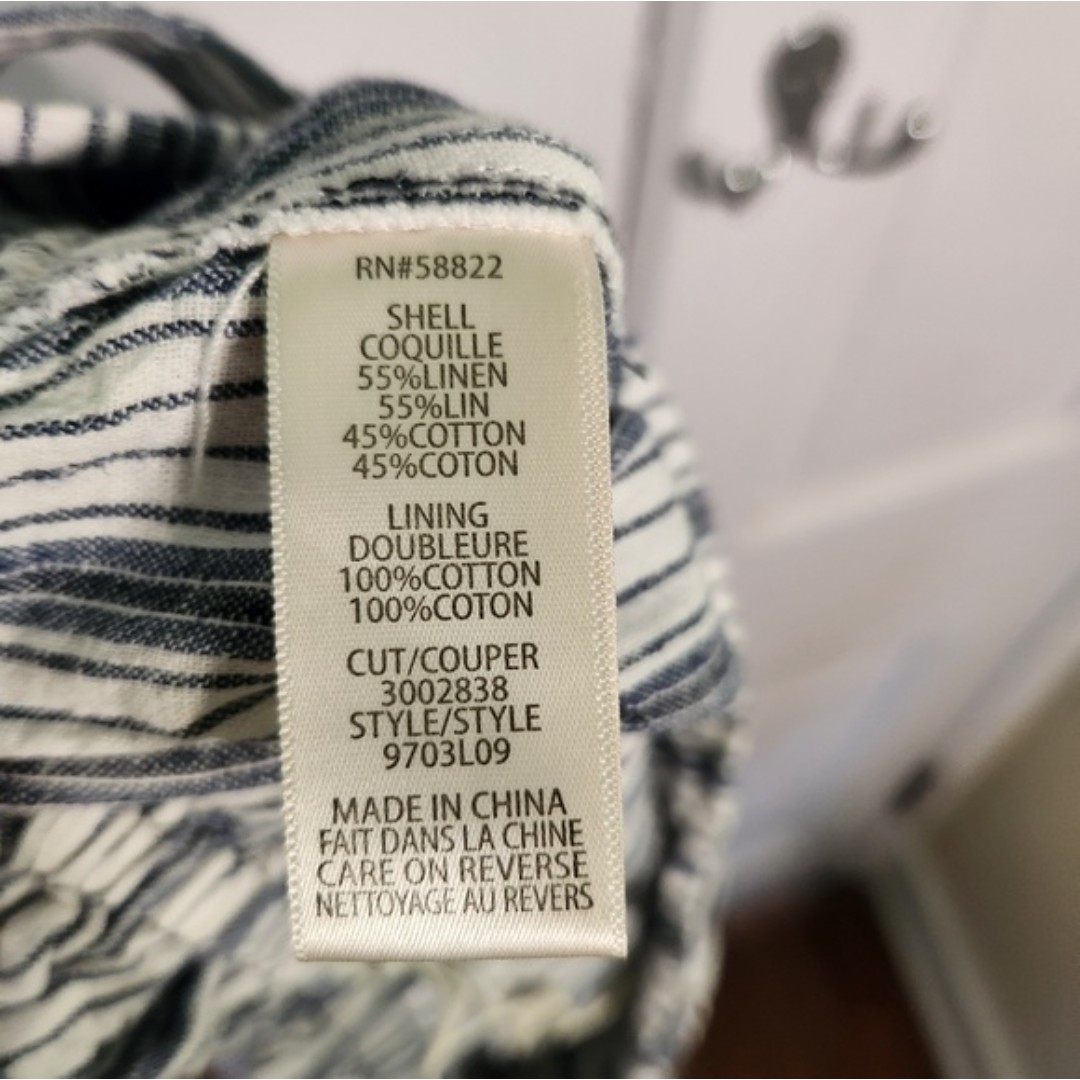 RN#58822
SHELL
COQUILLE
55%LINEN
55%LIN
45%COTTON
45%COTON
LINING
DOUBLEURE
100%COTTON
100%COTON
CUT/COUPER
3002838
STYLE/STYLE
9703L09
MADE IN CHINA
FAIT DANS LA CHINE
CARE ON REVERSE
NETTOYAGE AU REVERS